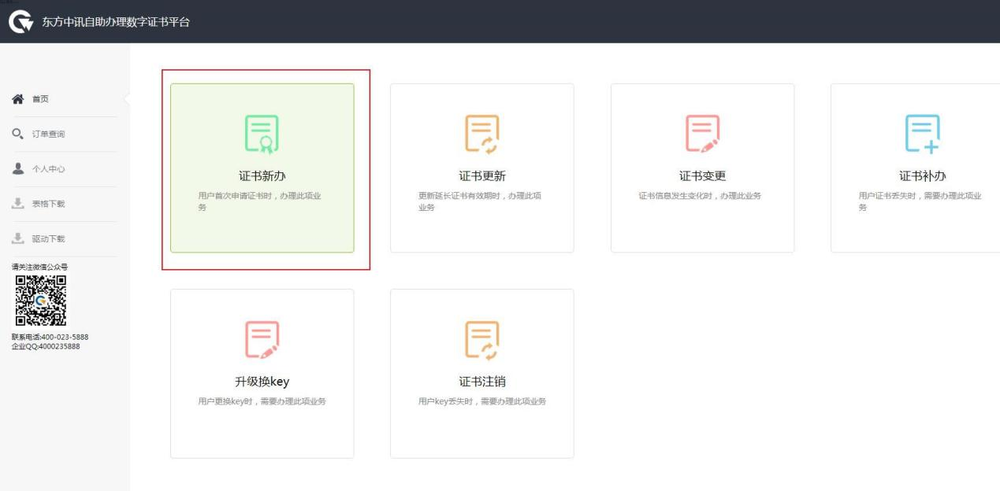 东方中讯自助办理数字证书平台
首页
订单查询
个人中心
表格下载
驱动下载
请关注微信公众号
联系电话:400-023-5888
企业QQ:4000235888
证书新办
用户首次申请证书时，办理此项业
务
证书更新
更新延长证书有效期时，办理此项
业务
证书变更
证书信息发生变化时，办理此业务
证书补办
用户证书丢失时，需要办理此项业
务
升级换key
用户更换key时，需要办理此项业务
证书注销
用户key丢失时，需要办理此项业务